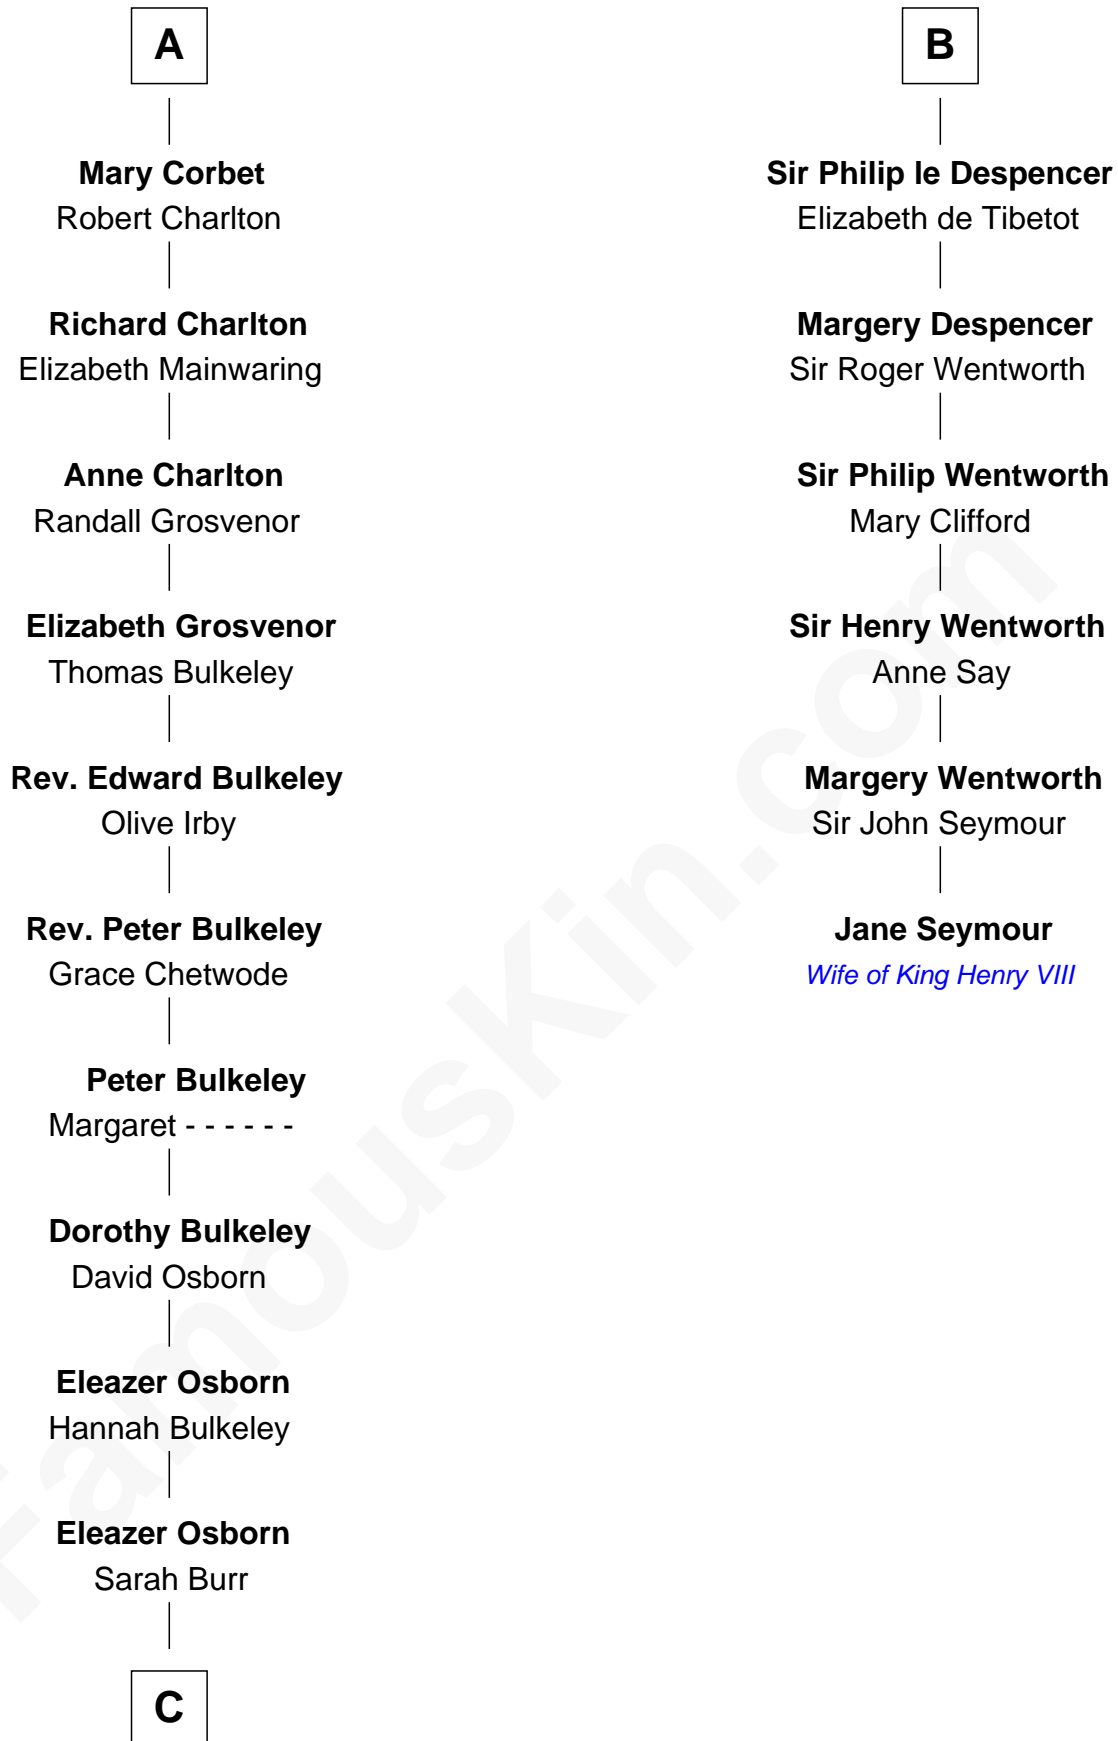 A
Mary Corbet
Robert Charlton
Richard Charlton
Elizabeth Mainwaring
Anne Charlton
Randall Grosvenor
Elizabeth Grosvenor
Thomas Bulkeley
Rev. Edward Bulkeley
Olive Irby
Rev. Peter Bulkeley
Grace Chetwode
Peter Bulkeley
Margaret - - - - - -
Dorothy Bulkeley
David Osborn
Eleazer Osborn
Hannah Bulkeley
Eleazer Osborn
Sarah Burr
C
B
Sir Philip le Despencer
Elizabeth de Tibetot
Margery Despencer
Sir Roger Wentworth
Sir Philip Wentworth
Mary Clifford
Sir Henry Wentworth
Anne Say
Margery Wentworth
Sir John Seymour
Jane Seymour
Wife of King Henry VIII
FamousKin.com